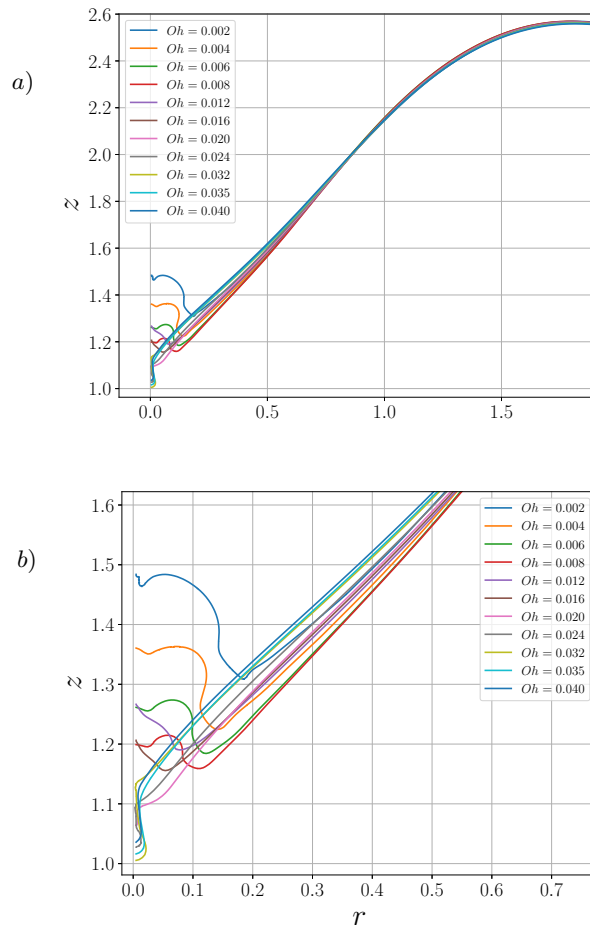 a)
2.6
2.4
2.2
2.0
1.8
1.6
1.4
1.2
1.0
z
Oh = 0.002
Oh = 0.004
Oh = 0.006
Oh = 0.008
Oh = 0.012
Oh = 0.016
Oh = 0.020
Oh = 0.024
Oh = 0.032
Oh = 0.035
Oh = 0.040
0.0 0.5 1.0 1.5
b)
1.6
1.5
1.4
1.3
1.2
1.1
1.0
z
Oh = 0.002
Oh = 0.004
Oh = 0.006
Oh = 0.008
Oh = 0.012
Oh = 0.016
Oh = 0.020
Oh = 0.024
Oh = 0.032
Oh = 0.035
Oh = 0.040
0.0 0.1 0.2 0.3 0.4 0.5 0.6 0.7
r